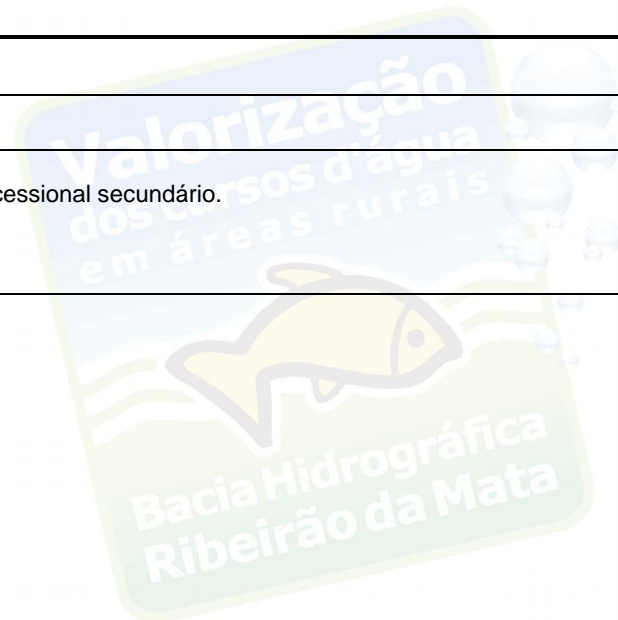 Valorização
dos cursos d'água
em áreas rurais
cessional secundário.
Bacia Hidrográfica
Ribeirão da Mata